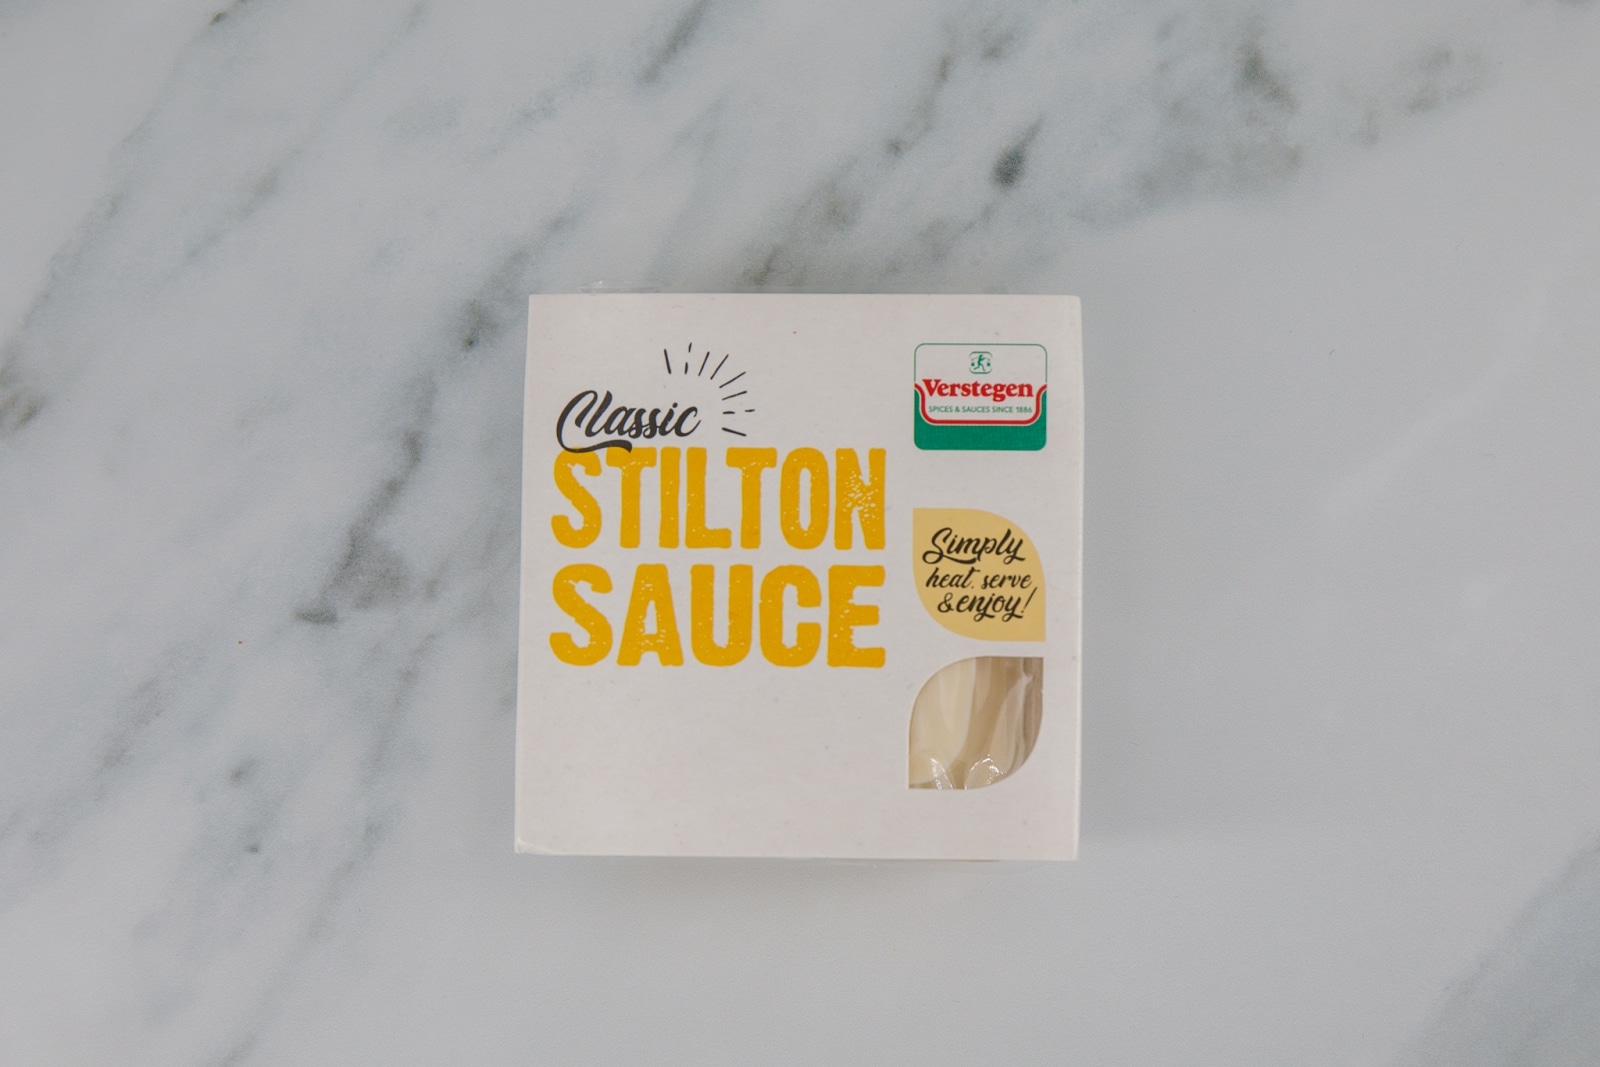 Classic
STILTON
SAUCE
Verstegen
SPICES & SAUCES SINCE 1886
Simply
heat, serve
& enjoy!